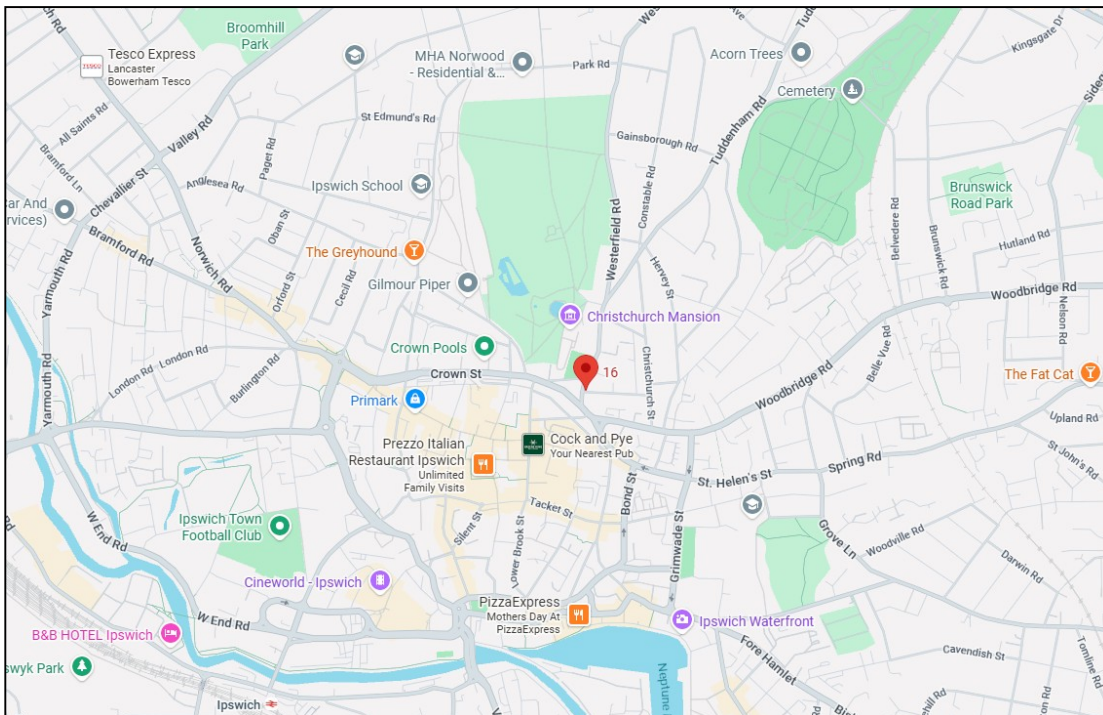 Broomhill
Park
Tesco Express
Lancaster
Bowerham Tesco
MHA Norwood
- Residential &...
Park Rd
Acorn Trees
Cemetery
Kingsgate Dr
All Saints Rd
Bramford Ln
Valley Rd
Chevallier St
St Edmund's Rd
Paget Rd
Anglesea Rd
Ipswich School
Gainsborough Rd
Tuddenham Rd
Westerfield Rd
Constable Rd
Hervey St
Belvedere Rd
Brunswick Rd
Brunswick
Road Park
Hutland Rd
Nelson Rd
Bramford Rd
Norwich Rd
Yarmouth Rd
Oban St
Orford St
Cecil Rd
The Greyhound
Gilmour Piper
Christchurch Mansion
Woodbridge Rd
Crown Pools
Crown St
London Rd
London Rd
Burlington Rd
Yarmouth Rd
Primark
16
Christchurch St
Belle Vue Rd
Woodbridge Rd
The Fat Cat
Upland Rd
St John's Rd
Prezzo Italian
Restaurant Ipswich
Unlimited
Family Visits
Cock and Pye
Your Nearest Pub
St. Helen's St
Spring Rd
Bond St
Grimwade St
Tacket St
Silent St
Lower Brook St
Ipswich Town
Football Club
W End Rd
Grove Ln
Woodville Rd
Darwin Rd
Cineworld - Ipswich
W End Rd
PizzaExpress
Mothers Day At
PizzaExpress
Ipswich Waterfront
B&B HOTEL Ipswich
Fore Hamlet
Cavendish St
Tomline Rd
Neptune
Ipswich